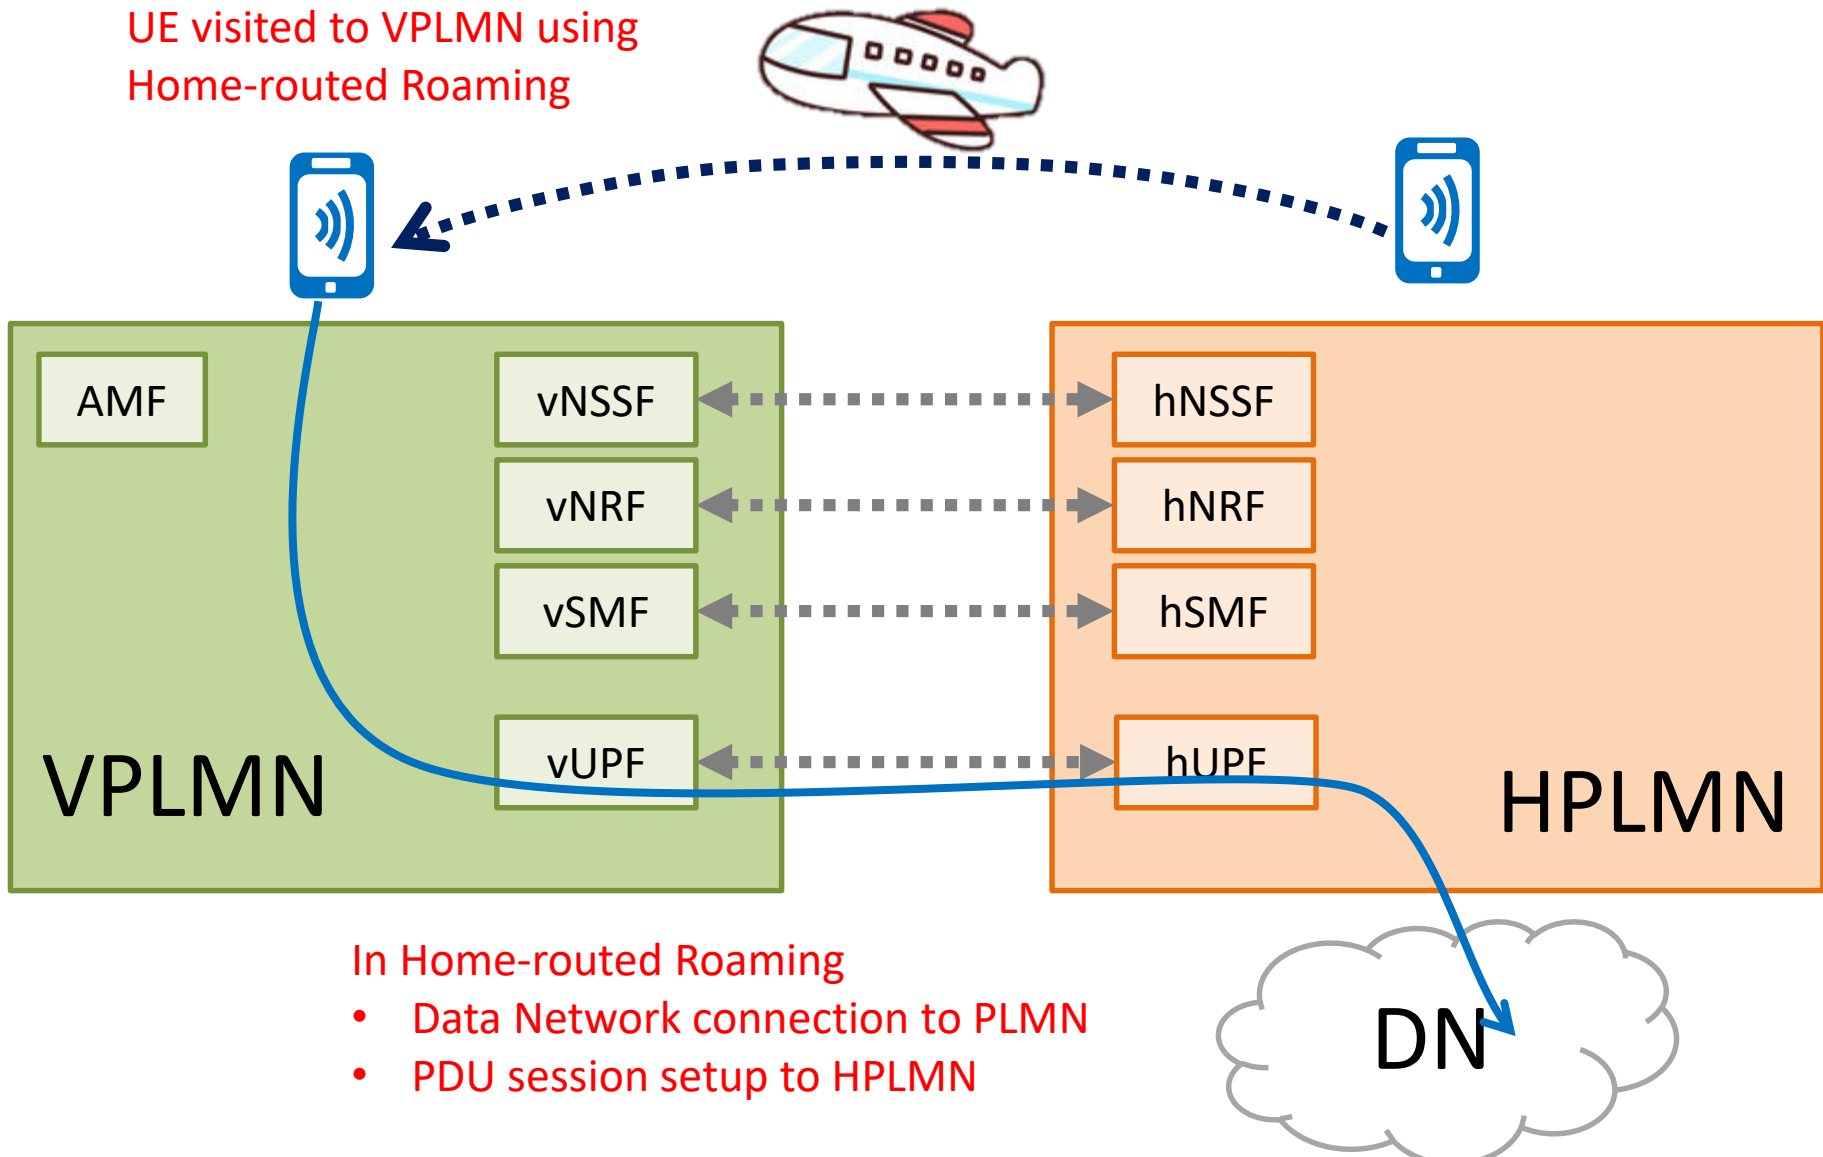 UE visited to VPLMN using
Home-routed Roaming
AMF
vNSSF
hNSSF
vNRF
hNRF
vSMF
hSMF
vUPF
hUPF
VPLMN
HPLMN
In Home-routed Roaming
• Data Network connection to PLMN
• PDU session setup to HPLMN
DN